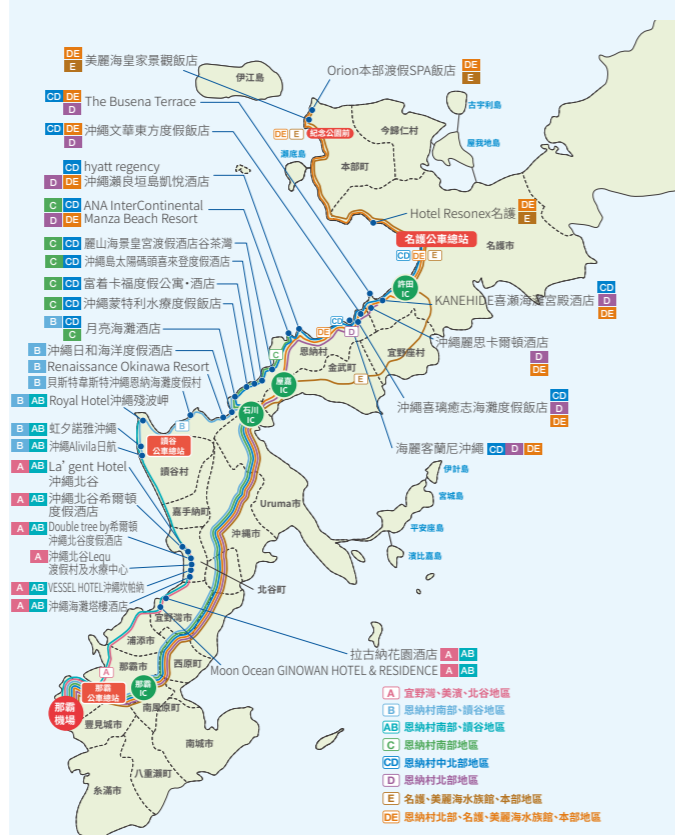 DE
E
美麗海皇家景觀飯店
伊江島
Orion本部渡假SPA飯店
DE
E
CD DE
D
The Busena Terrace
古宇利島
CD DE
D
沖繩文華東方度假飯店
DE E 紀念公園前
今歸仁村
瀬底島
屋我地島
本部町
CD
D DE
hyatt regency
沖繩瀨良垣島凱悅酒店
C CD
D DE
ANA InterContinental
Manza Beach Resort
Hotel Resonex名護
DE
E
名護公車總站
名護市
C CD 麗山海景皇宮渡假酒店谷茶灣
CD DE E
C CD 沖繩島太陽碼頭喜來登度假酒店
許田
IC
C CD 富着卡福度假公寓・酒店
KANEHIDE喜瀨海濱宮殿酒店
CD
D
DE
C CD 沖繩蒙特利水療度假飯店
B CD
C
月亮海灘酒店
CD
DE
D
恩納村
宜野座村
沖繩麗思卡爾頓酒店
D
DE
B 沖繩日和海洋度假酒店
C
金武町
B Renaissance Okinawa Resort
屋嘉
IC
E
B 貝斯特韋斯特沖繩恩納海灘度假村
沖繩喜璃癒志海灘度假飯店
CD
D
DE
B AB Royal Hotel沖繩殘波岬
石川
IC
B
B AB 虹夕諾雅沖繩
讀谷
公車總站
海麗客蘭尼沖繩 CD D DE
B AB 沖繩Alivila日航
讀谷村
伊計島
A AB La'gent Hotel
沖繩北谷
宮城島
A AB 沖繩北谷希爾頓
度假酒店
嘉手納町
Uruma市
平安座島
A AB Double tree by希爾頓
沖繩北谷度假酒店
沖繩市
濱比嘉島
A 沖繩北谷Lequ
渡假村及水療中心
A AB VESSEL HOTEL沖繩坎帕納
北谷町
A AB 沖繩海灘塔樓酒店
宜野灣市
浦添市
拉古納花園酒店 A AB
那霸市
西原町
Moon Ocean GINOWAN HOTEL & RESIDENCE A AB
A
那霸
公車總站
那霸
IC
那霸
機場
南風原町
豐見城市
南城市
八重瀨町
糸滿市
A 宜野灣、美濱、北谷地區
B 恩納村南部、讀谷地區
AB 恩納村南部、讀谷地區
C 恩納村南部地區
CD 恩納村中北部地區
D 恩納村北部地區
E 名護、美麗海水族館、本部地區
DE 恩納村北部、名護、美麗海水族館、本部地區